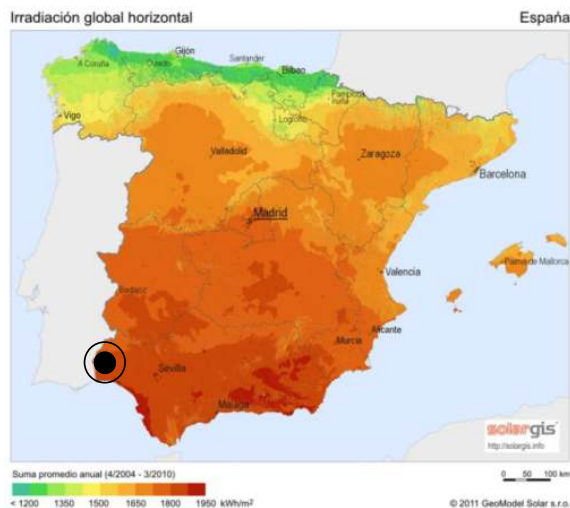 Irradiación global horizontal
España
Gijón
A Coruña
Oviedo
Santander
Bilbao
Pamplona
Iruña
Vigo
Logroño
Valladolid
Zaragoza
Barcelona
Madrid
Palma de Mallorca
Valencia
Badajoz
Alicante
Murcia
Sevilla
Málaga
solargis
http://solargis.info
Suma promedio anual (4/2004 - 3/2010)
0 50 100 km
< 1200 1350 1500 1650 1800 1950 kWh/m²
© 2011 GeoModel Solar s.r.o.